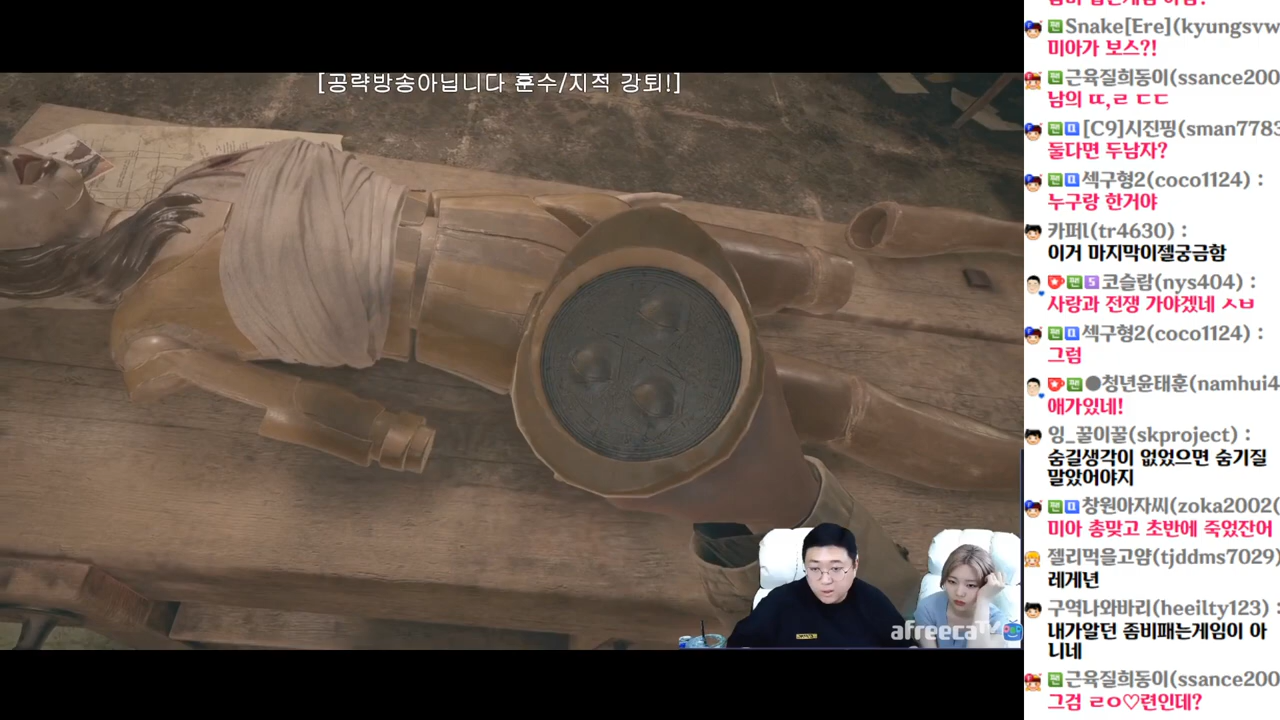 [공략방송아닙니다 훈수/지적 강퇴!]
Snake[Ere](kyungsvw
미아가 보스?!
근육질희동이(ssance200
남의 ㄸ,ㄹ ㄷㄷ
[C9]시진핑(sman7783
둘다면 두남자?
섹구형2(coco1124) :
누구랑 한거야
카퍼l(tr4630) :
이거 마지막이젤궁금함
코슬람(nys404) :
사랑과 전쟁 가야겠네 ㅅㅂ
섹구형2(coco1124) :
그럼
●청년윤태훈(namhui4
애가있네!
잉_꿀이꿀(skproject) :
숨길생각이 없었으면 숨기질
말았어야지
창원아자씨(zoka2002(
미아 총맞고 초반에 죽었잔어
젤리먹을고얌(tjddms7029)
레게년
구역나와바리(heeilty123) :
내가알던 좀비패는게임이 아
니네
근육질희동이(ssance200
그검 ㄹㅇ♡련인데?
afreecaTV